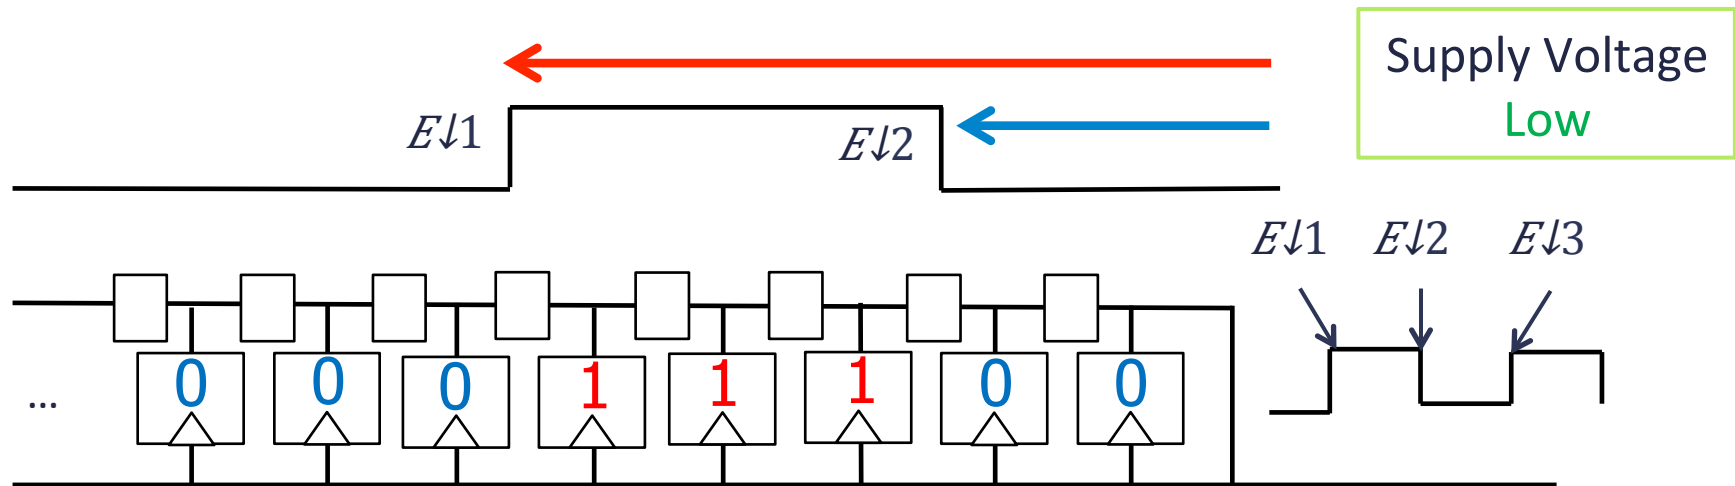 Supply Voltage
Low
E↓1
E↓2
E↓1 E↓2 E↓3
... 0 0 0 1 1 1 0 0